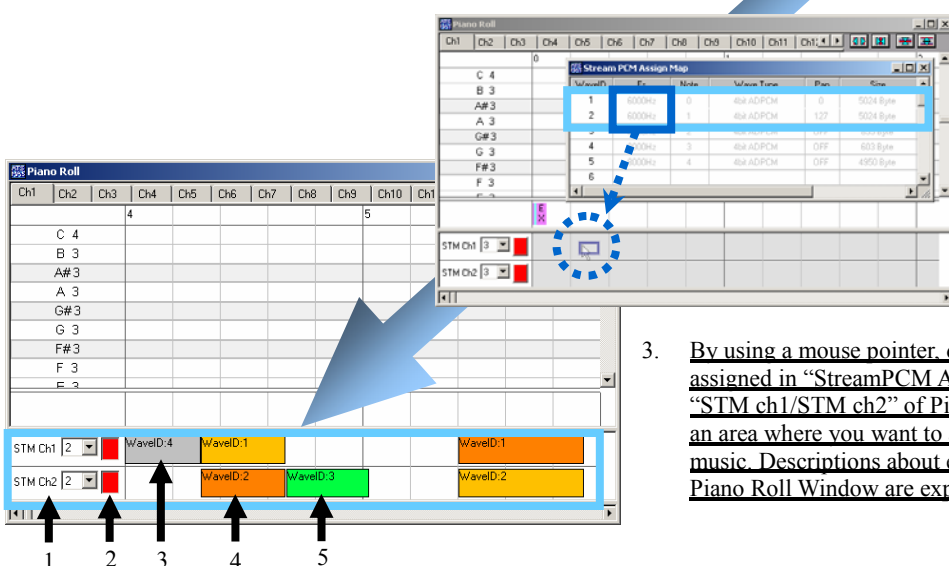 Piano Roll
Ch1 Ch2 Ch3 Ch4 Ch5 Ch6 Ch7 Ch8 Ch9 Ch10 Ch11
0
Stream PCM Assign Map
WaveID Fs Note Wave Type Pan Size
1 6000Hz 0 4bit ADPCM 0 5024 Byte
2 6000Hz 1 4bit ADPCM 127 5024 Byte
4 3 4bit ADPCM OFF 603 Byte
5 4 4bit ADPCM OFF 4950 Byte
6
C 4
B 3
A#3
A 3
G#3
G 3
F#3
F 3
EX
STM Ch1 3
STM Ch2 3
Piano Roll
Ch1 Ch2 Ch3 Ch4 Ch5 Ch6 Ch7 Ch8 Ch9 Ch10
4 5
C 4
B 3
A#3
A 3
G#3
G 3
F#3
F 3
E 3
STM Ch1 2 WaveID:4 WaveID:1 WaveID:1
STM Ch2 2 WaveID:2 WaveID:3 WaveID:2
1 2 3 4 5
3. By using a mouse pointer,
assigned in “StreamPCM A
“STM ch1/STM ch2” of Pi
an area where you want to
music. Descriptions about
Piano Roll Window are exp